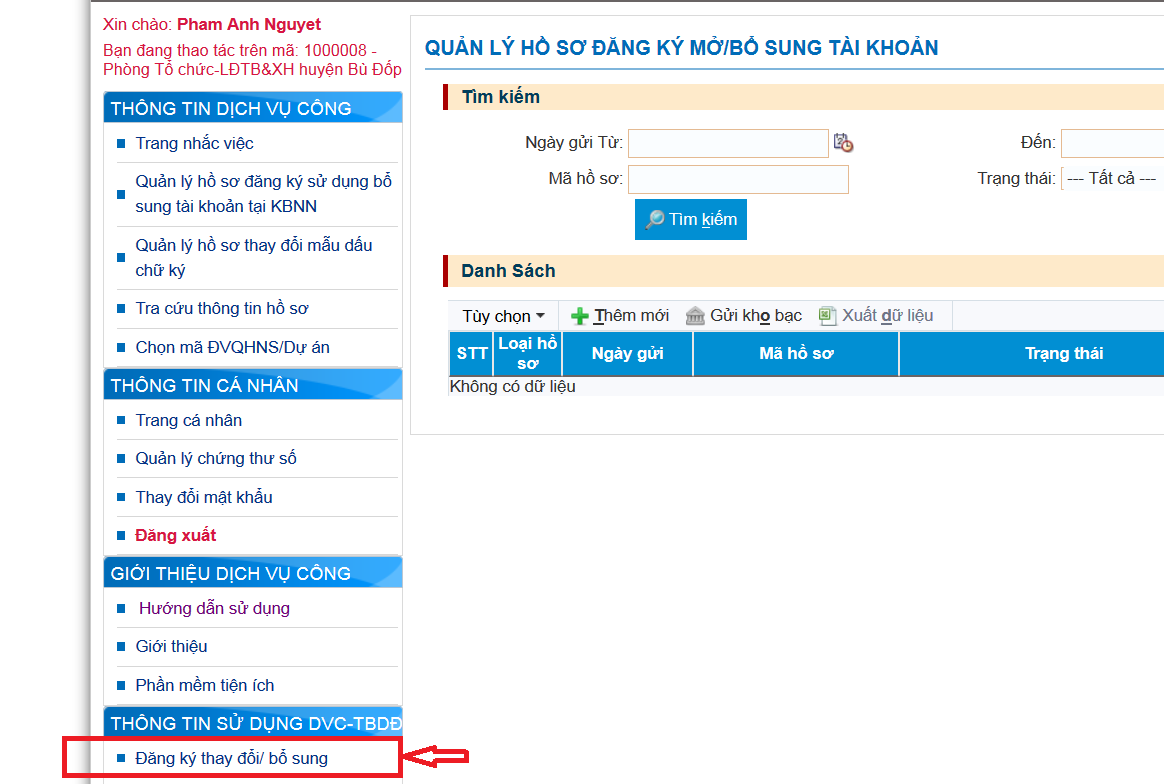 Xin chào: Pham Anh Nguyet
Bạn đang thao tác trên mã: 1000008 -
Phòng Tổ chức-LĐTB&XH huyện Bù Đốp
THÔNG TIN DỊCH VỤ CÔNG
Trang nhắc việc
Quản lý hồ sơ đăng ký sử dụng bổ
sung tài khoản tại KBNN
Quản lý hồ sơ thay đổi mẫu dấu
chữ ký
Tra cứu thông tin hồ sơ
Chọn mã ĐVQHNS/Dự án
THÔNG TIN CÁ NHÂN
Trang cá nhân
Quản lý chứng thư số
Thay đổi mật khẩu
Đăng xuất
GIỚI THIỆU DỊCH VỤ CÔNG
Hướng dẫn sử dụng
Giới thiệu
Phần mềm tiện ích
THÔNG TIN SỬ DỤNG DVC-TBDĐ
Đăng ký thay đổi/ bổ sung
QUẢN LÝ HỒ SƠ ĐĂNG KÝ MỞ/BỔ SUNG TÀI KHOẢN
Tìm kiếm
Ngày gửi Từ: Đến:
Mã hồ sơ: Trạng thái: --- Tất cả ---
Tìm kiếm
Danh Sách
Tùy chọn Thêm mới Gửi kho bạc Xuất dữ liệu
STT Loại hồ sơ Ngày gửi Mã hồ sơ Trạng thái
Không có dữ liệu